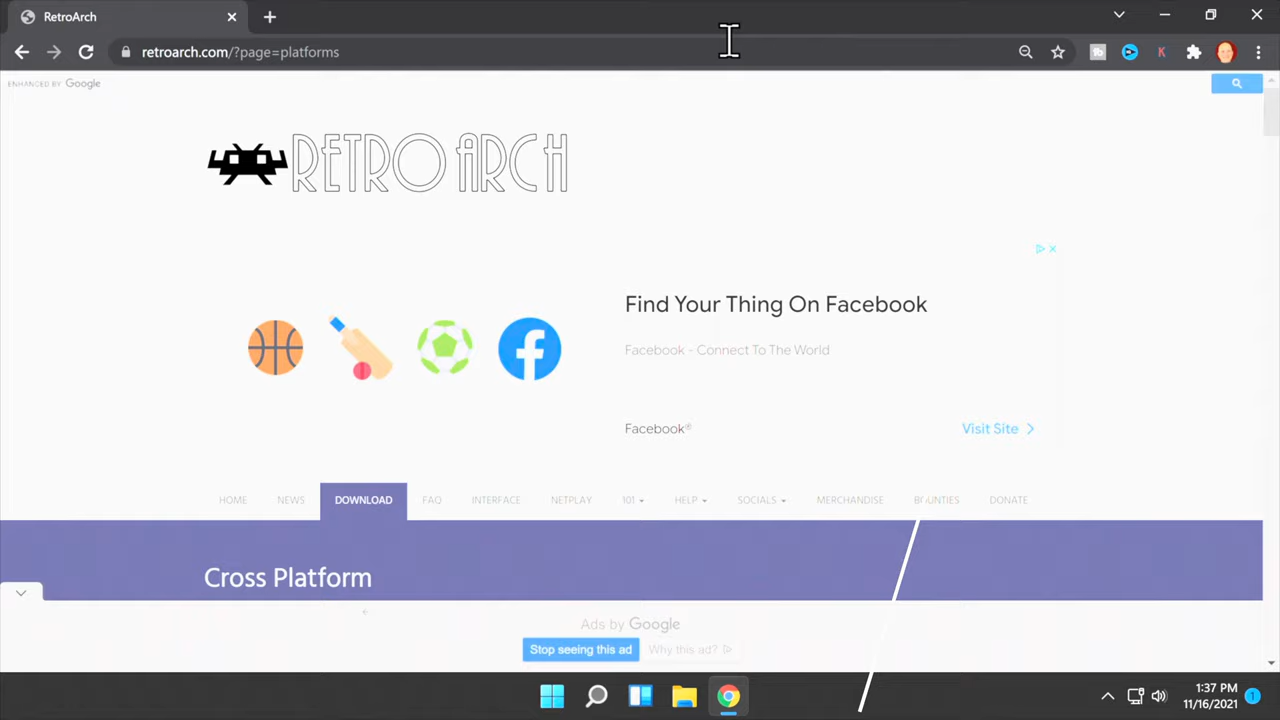 RetroArch
retroarch.com/?page=platforms
K
ENHANCED BY Google
RETRO ARCH
Find Your Thing On Facebook
Facebook - Connect To The World
Facebook®
Visit Site
HOME NEWS DOWNLOAD FAQ INTERFACE NETPLAY 101 HELP SOCIALS MERCHANDISE BOUNTIES DONATE
Cross Platform
Ads by Google
Stop seeing this ad Why this ad?
1:37 PM
11/16/2021 1